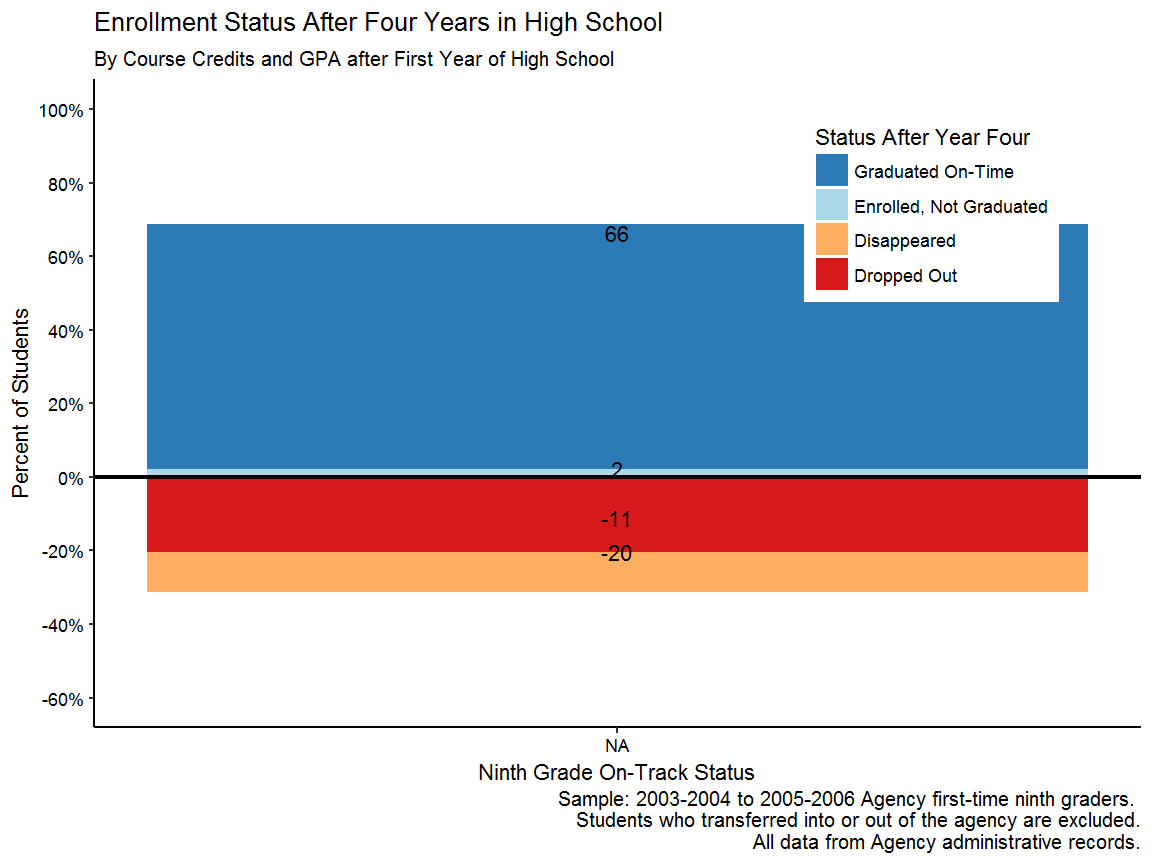 Enrollment Status After Four Years in High School
By Course Credits and GPA after First Year of High School
100%
80%
60%
40%
20%
0%
-20%
-40%
-60%
Percent of Students
Status After Year Four
Graduated On-Time
Enrolled, Not Graduated
Disappeared
Dropped Out
66
2
-11
-20
NA
Ninth Grade On-Track Status
Sample: 2003-2004 to 2005-2006 Agency first-time ninth graders.
Students who transferred into or out of the agency are excluded.
All data from Agency administrative records.